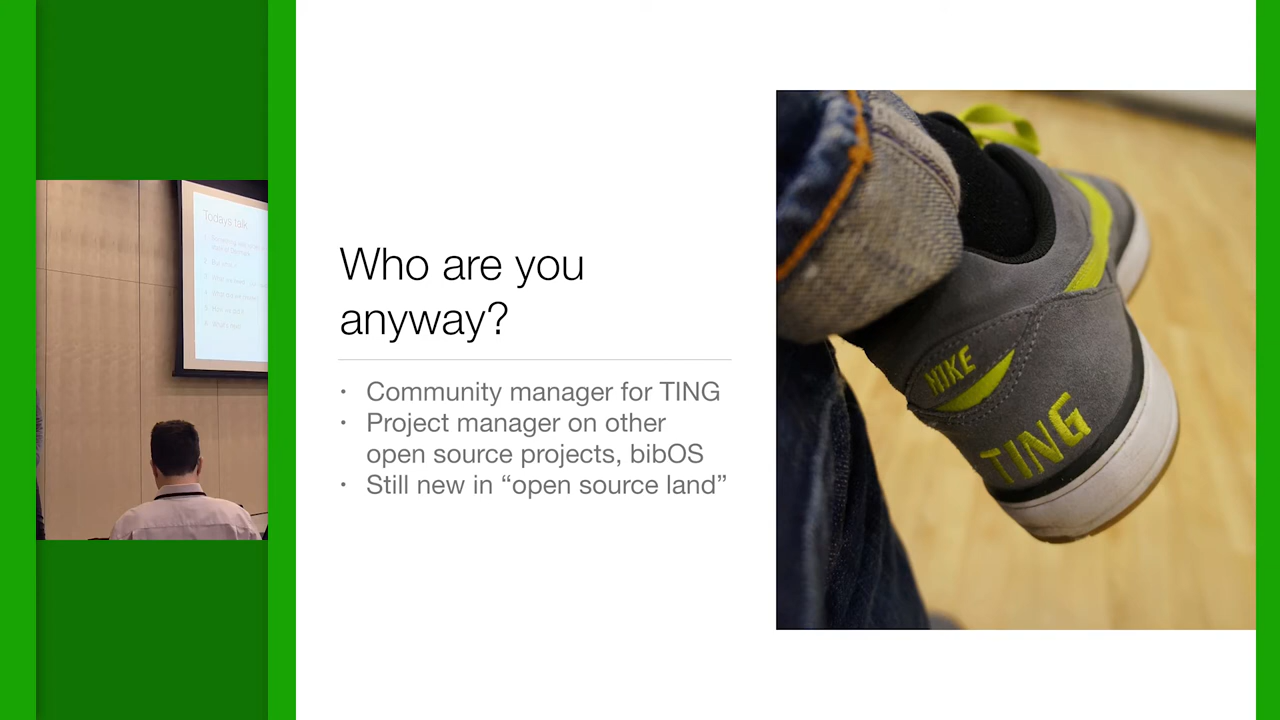 Todays talk
Who are you
anyway?
• Community manager for TING
• Project manager on other
open source projects, bibOS
• Still new in “open source land”
NIKE
TING